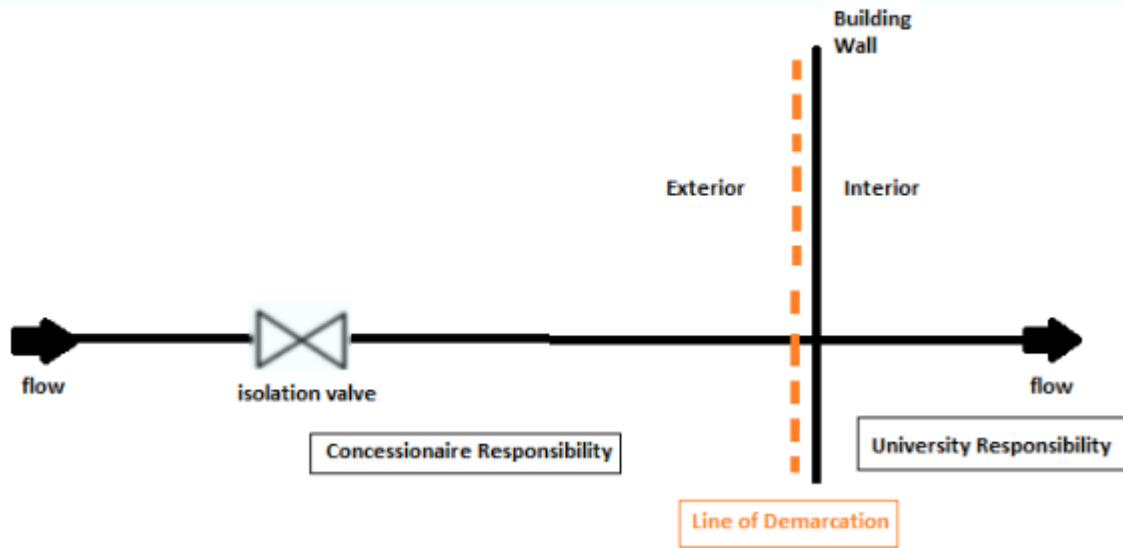 Building
Wall
Exterior
Interior
flow
isolation valve
flow
Concessionaire Responsibility
University Responsibility
Line of Demarcation